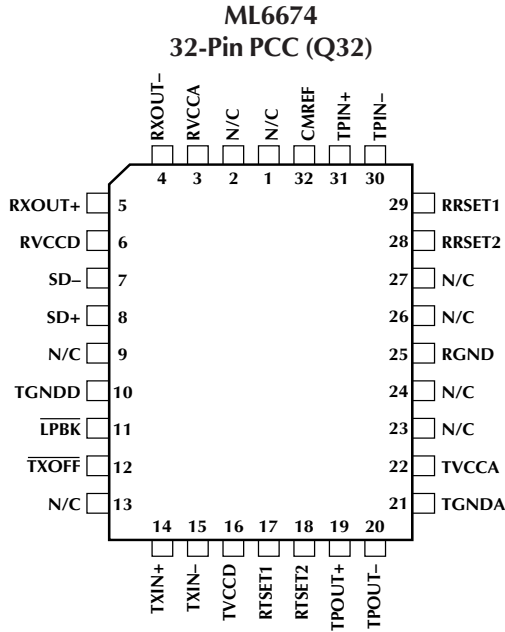 ML6674
32-Pin PCC (Q32)
RXOUT–
RVCCA
N/C
N/C
CMREF
TPIN+
TPIN–
4 3 2 1 32 31 30
RXOUT+ 5
RVCCD 6
SD– 7
SD+ 8
N/C 9
TGNDD 10
LPBK 11
TXOFF 12
N/C 13
29 RRSET1
28 RRSET2
27 N/C
26 N/C
25 RGND
24 N/C
23 N/C
22 TVCCA
21 TGNDA
14 15 16 17 18 19 20
TXIN+
TXIN–
TVCCD
RTSET1
RTSET2
TPOUT+
TPOUT–